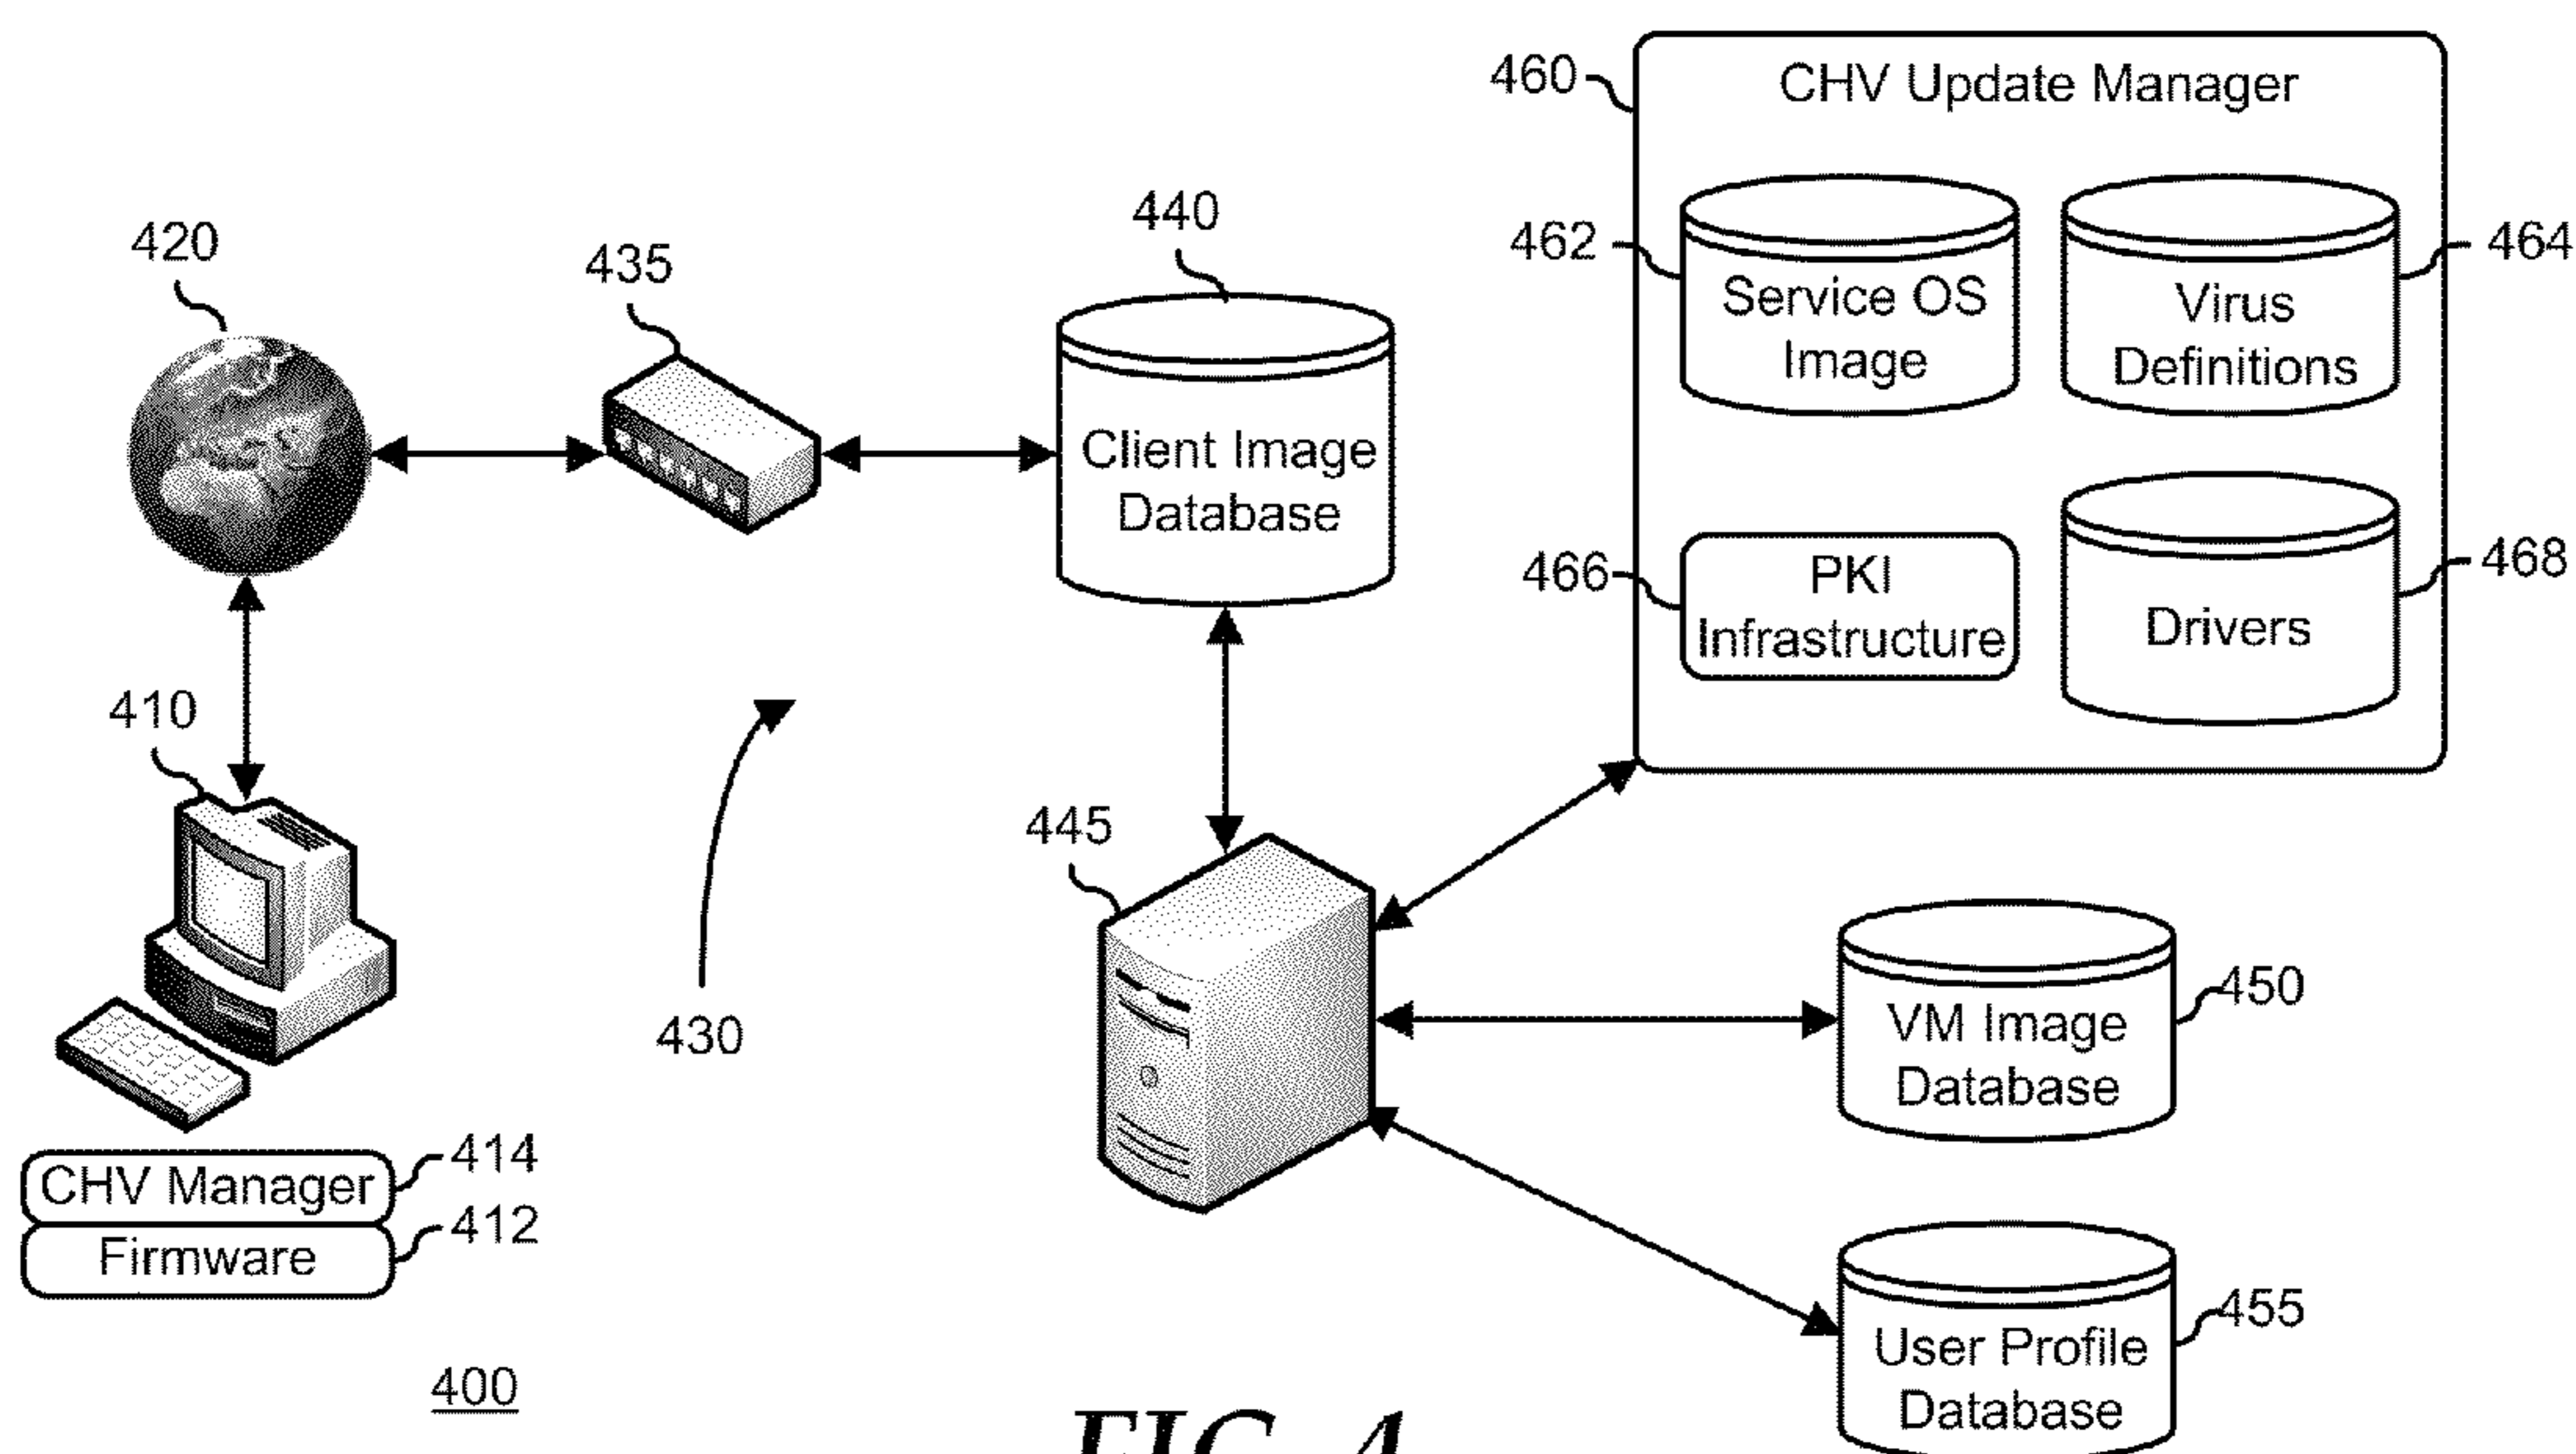 460
CHV Update Manager
462
Service OS
Image
464
Virus
Definitions
466
PKI
Infrastructure
468
Drivers
420
435
440
Client Image
Database
410
430
445
450
VM Image
Database
455
User Profile
Database
CHV Manager
414
Firmware
412
400
FIG. 4